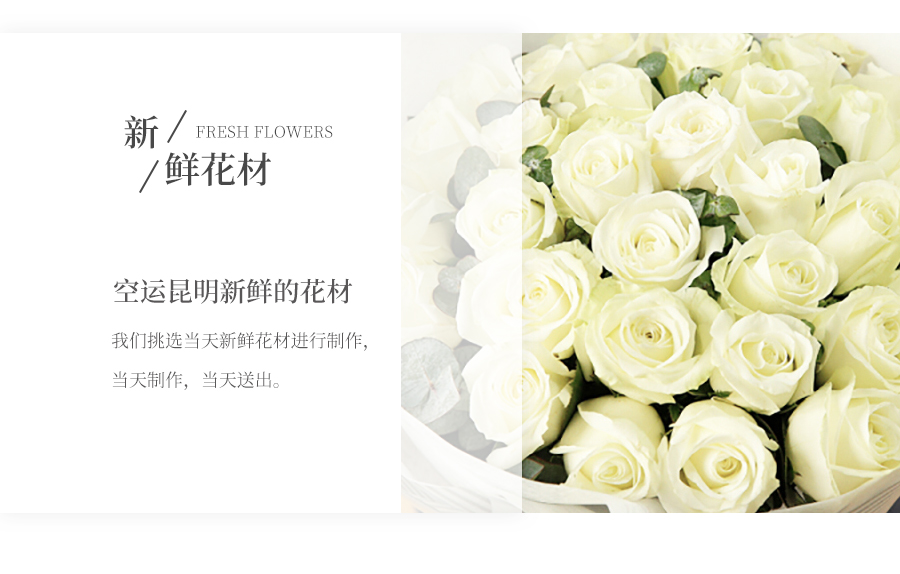 新
FRESH FLOWERS
鲜花材
空运昆明新鲜的花材
我们挑选当天新鲜花材进行制作,
当天制作，当天送出。